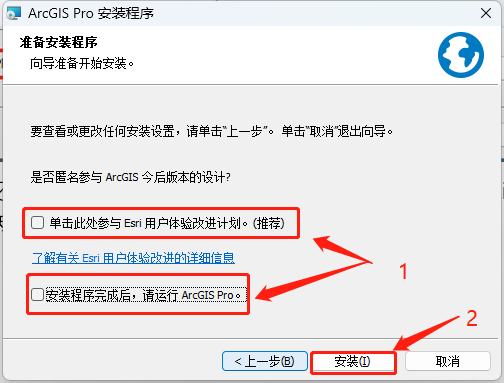 ArcGIS Pro 安装程序
准备安装程序
向导准备开始安装。
要查看或更改任何安装设置，请单击“上一步”。 单击“取消”退出向导。
是否匿名参与 ArcGIS 今后版本的设计?
单击此处参与 Esri 用户体验改进计划。(推荐)
了解有关 Esri 用户体验改进的详细信息
1
安装程序完成后，请运行 ArcGIS Pro。
2
< 上一步(B) 安装(I) 取消